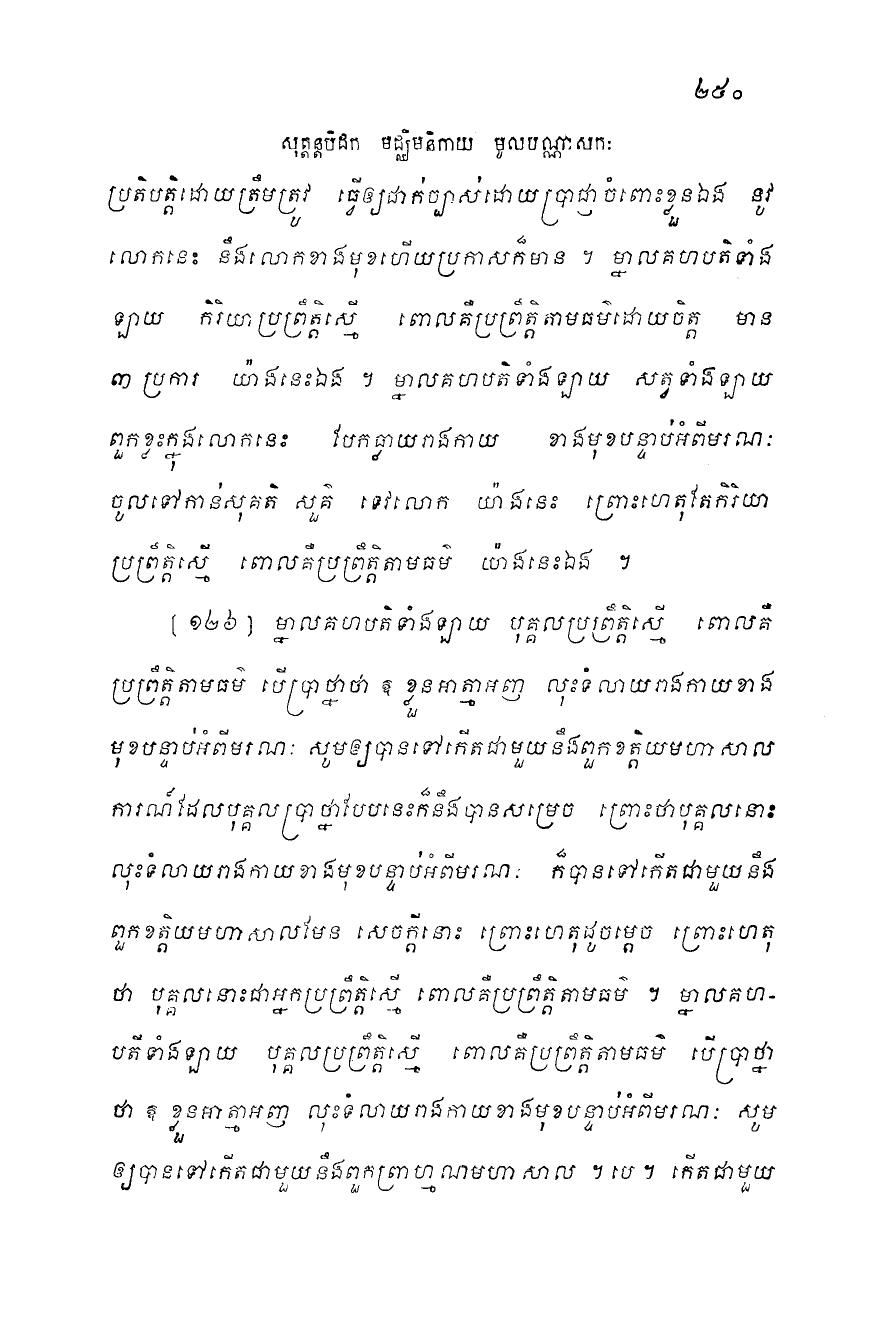 ២៥០
សុត្តន្តបិដក មជ្ឈិមនិកាយ មូលបណ្ណាសកៈ
ប្រតិបត្តិដោយត្រឹមត្រូវ ធ្វើឲ្យជាក់ច្បាស់ដោយប្រាជ្ញាចំពោះខ្លួនឯង នូវ
លោកនេះ នឹងលោកខាងមុខហើយប្រកាសក៏មាន ។ ម្នាលគហបតិទាំង
ឡាយ កិរិយាប្រព្រឹត្តិស្មើ ពោលគឺប្រព្រឹត្តិតាមធម៌ដោយចិត្ត មាន
៣ ប្រការ យ៉ាងនេះឯង ។ ម្នាលគហបតិទាំងឡាយ សត្វទាំងឡាយ
ពួកខ្លះក្នុងលោកនេះ បែកធ្លាយរាងកាយ ខាងមុខបន្ទាប់អំពីមរណៈ
ចូលទៅកាន់សុគតិ សួគ៌ ទេវលោក យ៉ាងនេះ ព្រោះហេតុតែកិរិយា
ប្រព្រឹត្តិស្មើ ពោលគឺប្រព្រឹត្តិតាមធម៌ យ៉ាងនេះឯង ។
[ ១២៦ ] ម្នាលគហបតិទាំងឡាយ បុគ្គលប្រព្រឹត្តិស្មើ ពោលគឺ
ប្រព្រឹត្តិតាមធម៌ បើប្រាថ្នាថា ឱ ខ្លួនអាត្មាអញ លុះទំលាយរាងកាយខាង
មុខបន្ទាប់អំពីមរណៈ សូមឲ្យបានទៅកើតជាមួយនឹងពួកខត្តិយមហាសាល
ការណ៍ដែលបុគ្គលប្រាថ្នាបែបនេះក៏នឹងបានសម្រេច ព្រោះថាបុគ្គលនោះ
លុះទំលាយរាងកាយខាងមុខបន្ទាប់អំពីមរណៈ ក៏បានទៅកើតជាមួយនឹង
ពួកខត្តិយមហាសាលមែន សេចក្តីនោះ ព្រោះហេតុដូចម្តេច ព្រោះហេតុ
ថា បុគ្គលនោះជាអ្នកប្រព្រឹត្តិស្មើ ពោលគឺប្រព្រឹត្តិតាមធម៌ ។ ម្នាលគហ-
បតីទាំងឡាយ បុគ្គលប្រព្រឹត្តិស្មើ ពោលគឺប្រព្រឹត្តិតាមធម៌ បើប្រាថ្នា
ថា ឱ ខ្លួនអាត្មាអញ លុះទំលាយរាងកាយខាងមុខបន្ទាប់អំពីមរណៈ សូម
ឲ្យបានទៅកើតជាមួយនឹងពួកព្រាហ្មណមហាសាល ។ បេ ។ កើតជាមួយ